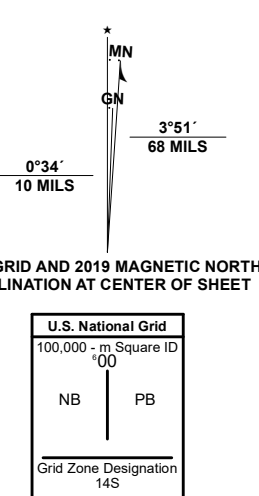 ★
MN
GN
3°51´
68 MILS
0°34´
10 MILS
GRID AND 2019 MAGNETIC NORTH
LINATION AT CENTER OF SHEET
U.S. National Grid
100,000 - m Square ID
⁶00
NB PB
Grid Zone Designation
14S